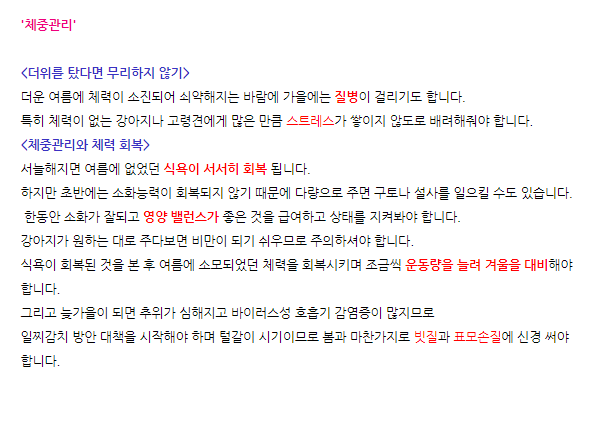 '체중관리'
<더위를 탔다면 무리하지 않기>
더운 여름에 체력이 소진되어 쇠약해지는 바람에 가을에는 질병이 걸리기도 합니다.
특히 체력이 없는 강아지나 고령견에게 많은 만큼 스트레스가 쌓이지 않도로 배려해줘야 합니다.
<체중관리와 체력 회복>
서늘해지면 여름에 없었던 식욕이 서서히 회복 됩니다.
하지만 초반에는 소화능력이 회복되지 않기 때문에 다량으로 주면 구토나 설사를 일으킬 수도 있습니다.
한동안 소화가 잘되고 영양 밸런스가 좋은 것을 급여하고 상태를 지켜봐야 합니다.
강아지가 원하는 대로 주다보면 비만이 되기 쉬우므로 주의하셔야 합니다.
식욕이 회복된 것을 본 후 여름에 소모되었던 체력을 회복시키며 조금씩 운동량을 늘려 겨울을 대비해야
합니다.
그리고 늦가을이 되면 추위가 심해지고 바이러스성 호흡기 감염증이 많지므로
일찌감치 방안 대책을 시작해야 하며 털갈이 시기이므로 봄과 마찬가지로 빗질과 표모손질에 신경 써야
합니다.